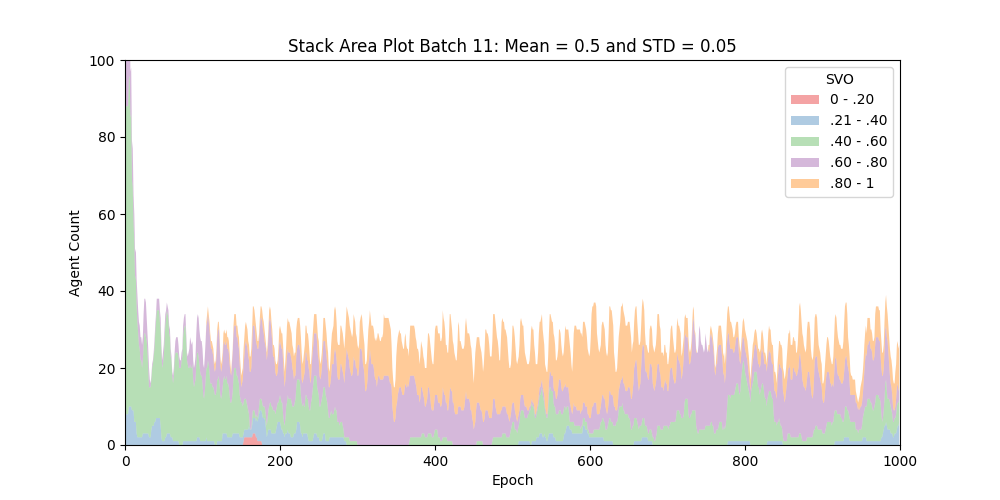 Stack Area Plot Batch 11: Mean = 0.5 and STD = 0.05
100
80
60
40
20
0
Agent Count
0
200
400
600
800
1000
Epoch
SVO
0 - .20
.21 - .40
.40 - .60
.60 - .80
.80 - 1